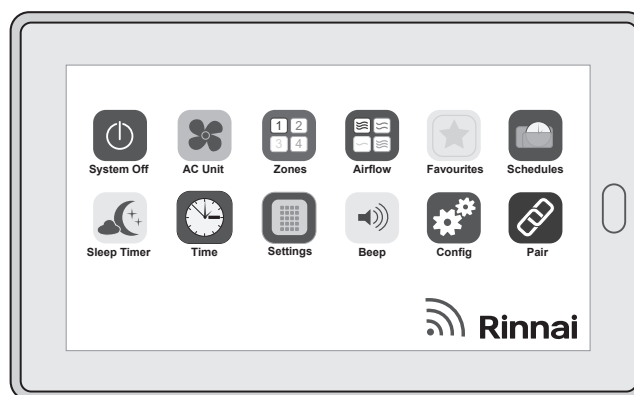 System Off AC Unit Zones Airflow Favourites Schedules
1 2
3 4
Sleep Timer Time Settings Beep Config Pair
Rinnai